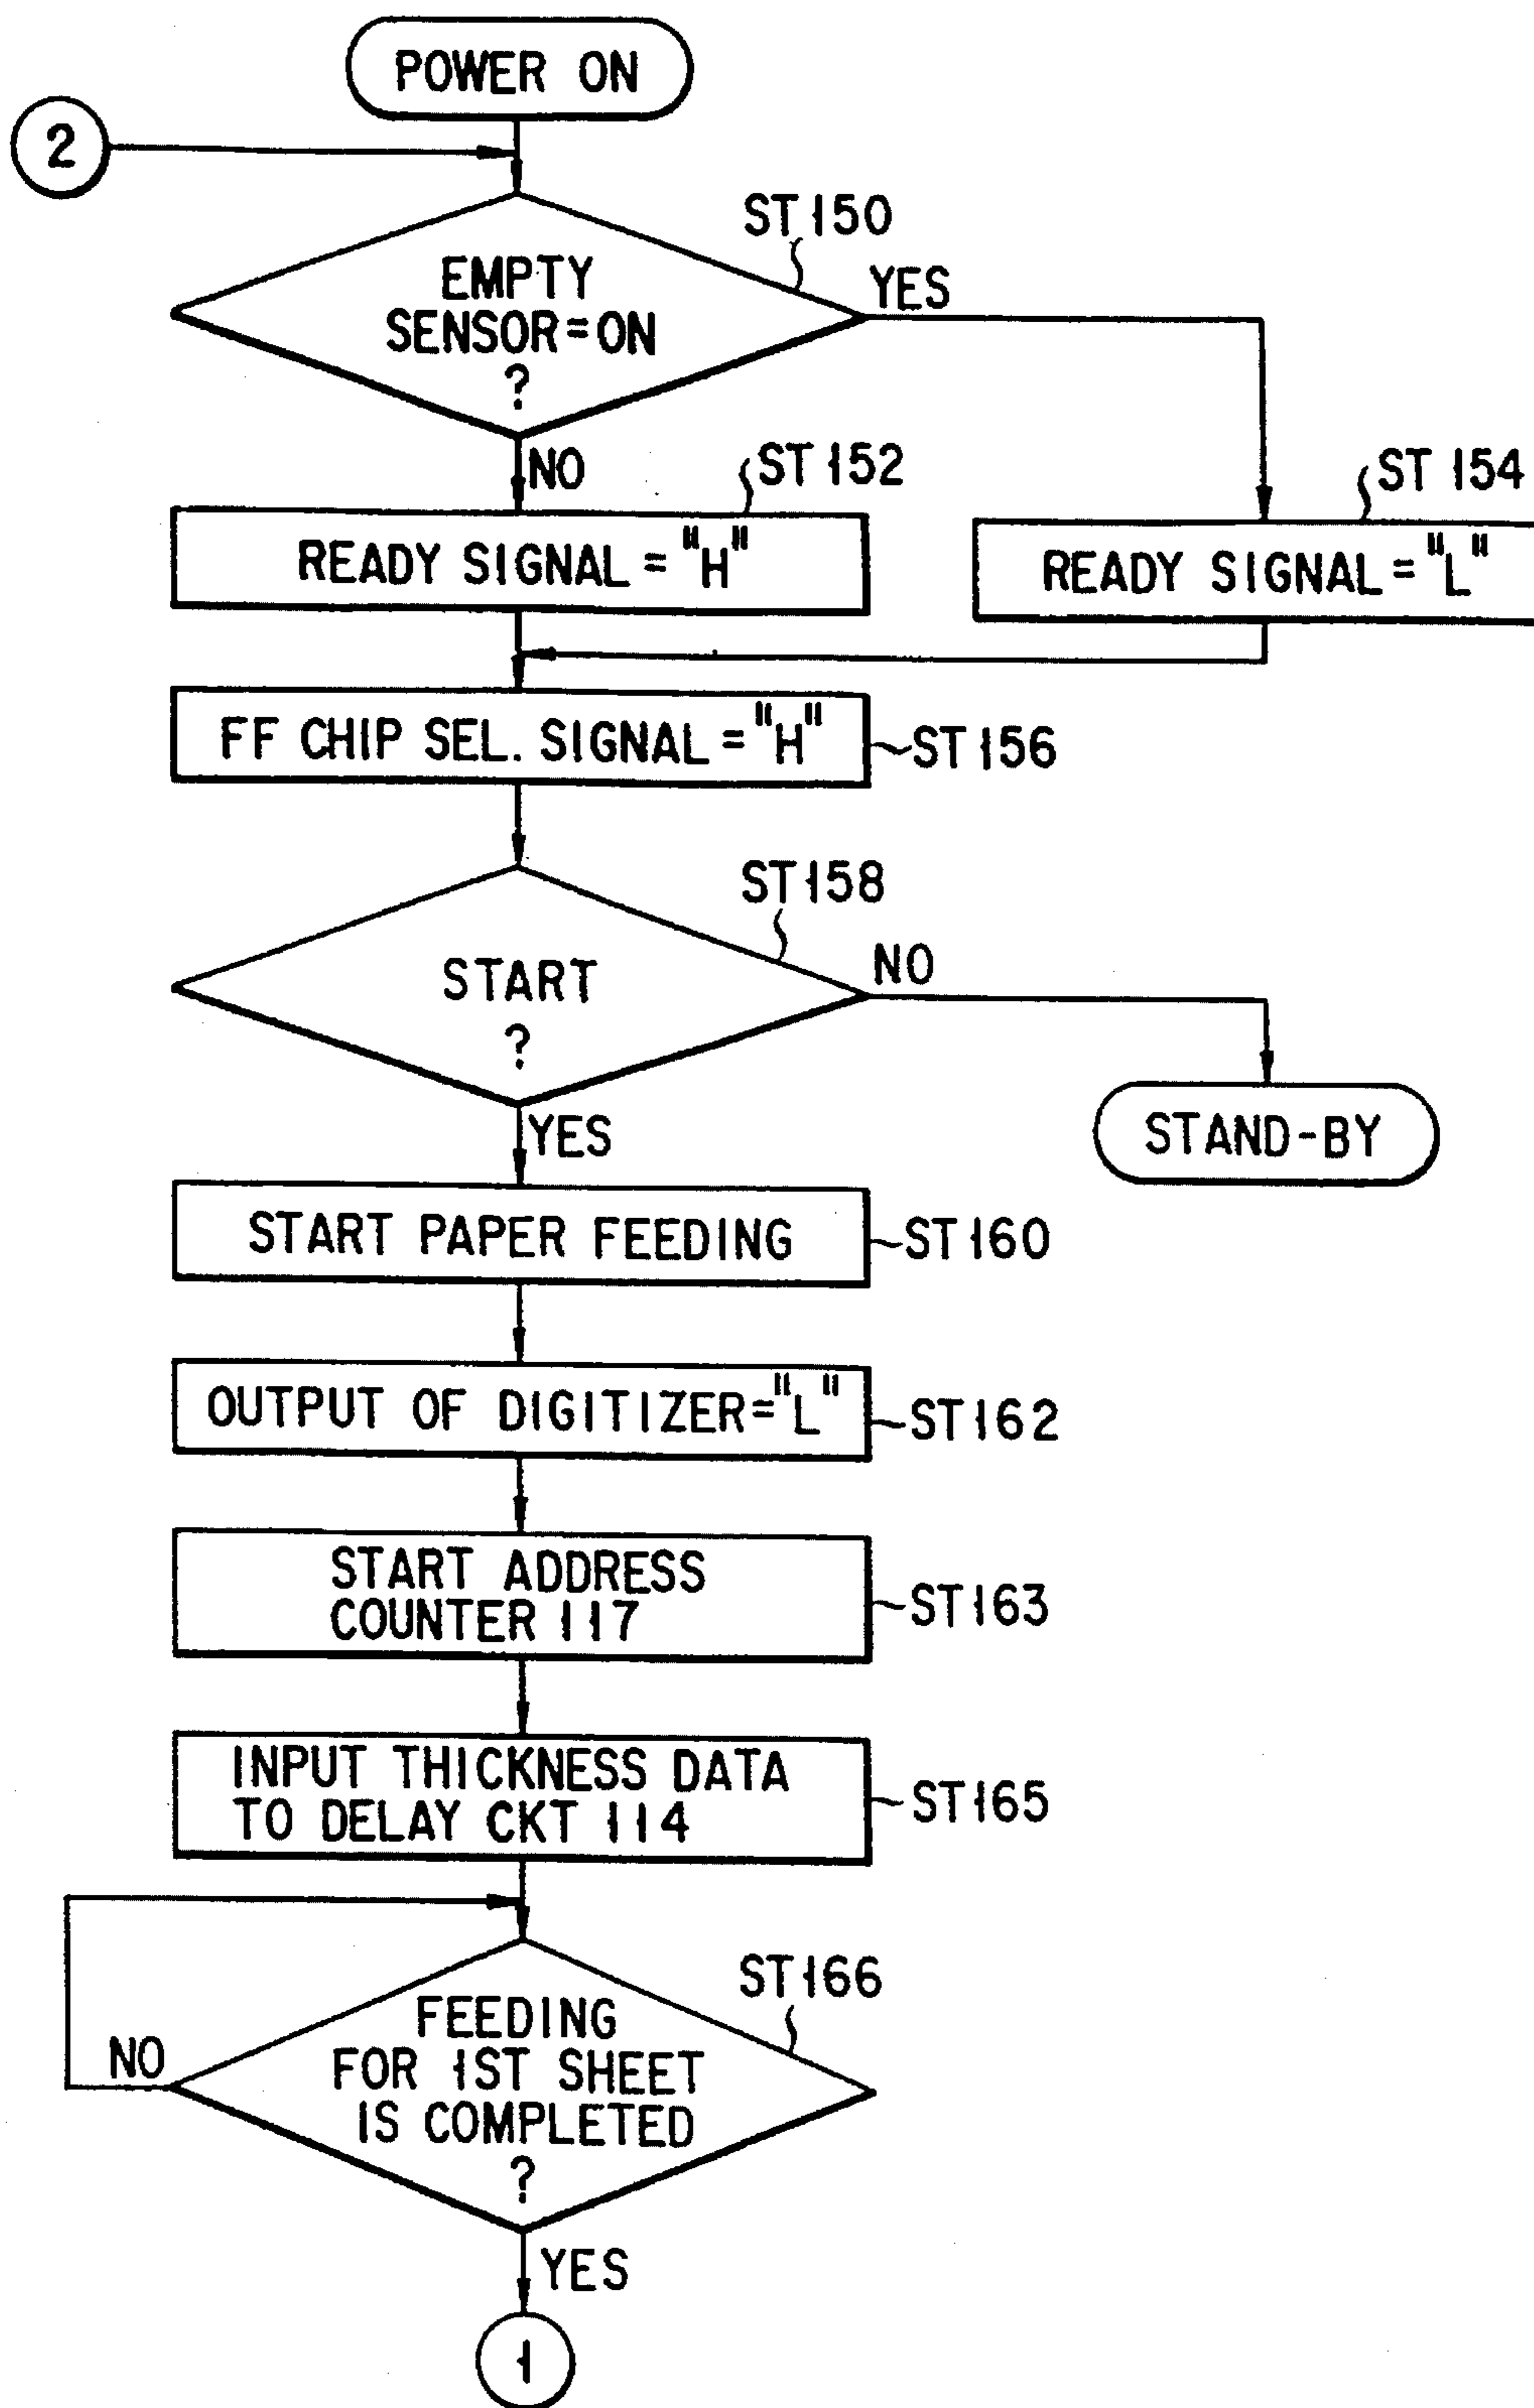 POWER ON
2
ST150
EMPTY
SENSOR=ON
?
YES
NO
ST152
ST154
READY SIGNAL="H"
READY SIGNAL="L"
FF CHIP SEL. SIGNAL="H"
ST156
ST158
START
?
NO
YES
STAND-BY
START PAPER FEEDING
ST160
OUTPUT OF DIGITIZER="L"
ST162
START ADDRESS
COUNTER 117
ST163
INPUT THICKNESS DATA
TO DELAY CKT 114
ST165
ST166
FEEDING
FOR 1ST SHEET
IS COMPLETED
?
NO
YES
1